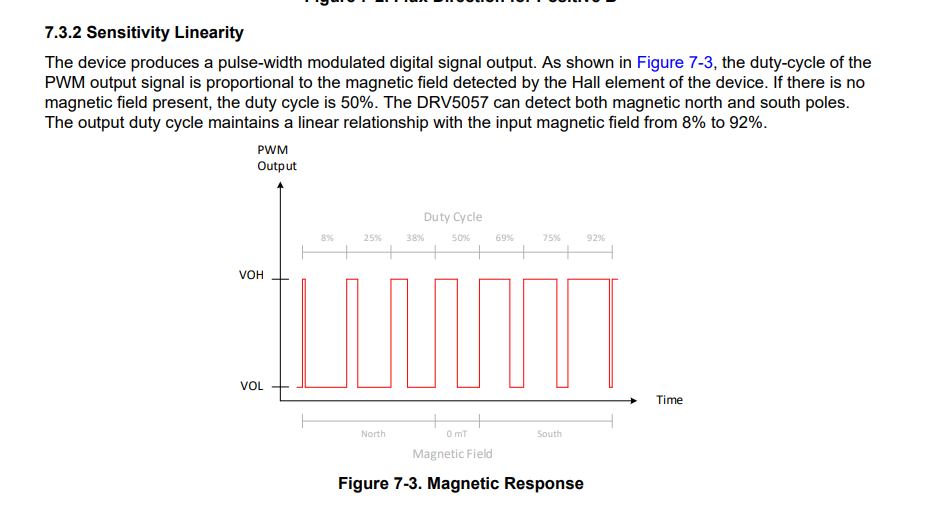 7.3.2 Sensitivity Linearity
The device produces a pulse-width modulated digital signal output. As shown in Figure 7-3, the duty-cycle of the
PWM output signal is proportional to the magnetic field detected by the Hall element of the device. If there is no
magnetic field present, the duty cycle is 50%. The DRV5057 can detect both magnetic north and south poles.
The output duty cycle maintains a linear relationship with the input magnetic field from 8% to 92%.
PWM
Output
Duty Cycle
8% 25% 38% 50% 69% 75% 92%
VOH
VOL
Time
North 0 mT South
Magnetic Field
Figure 7-3. Magnetic Response